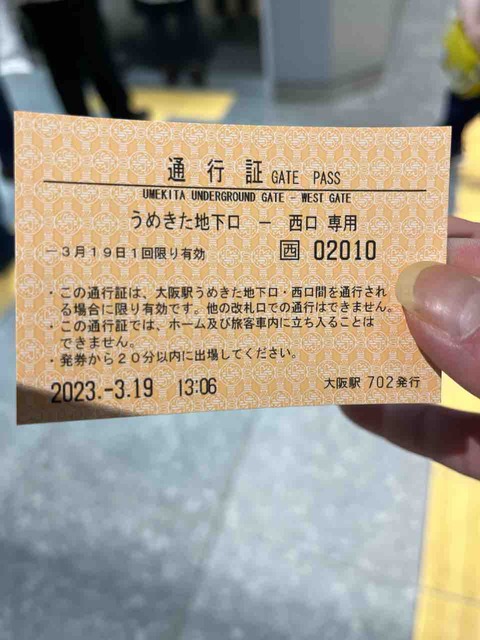 通行証 GATE PASS
UMEKITA UNDERGROUND GATE - WEST GATE
うめきた地下口 ー 西口 専用
-3月19日1回限り有効 西 02010
・この通行証は、大阪駅うめきた地下口・西口間を通行され
る場合に限り有効です。他の改札口での通行はできません。
・この通行証では、ホーム及び旅客車内に立ち入ることは
できません。
・発券から20分以内に出場してください。
2023.-3.19 13:06 大阪駅 702発行